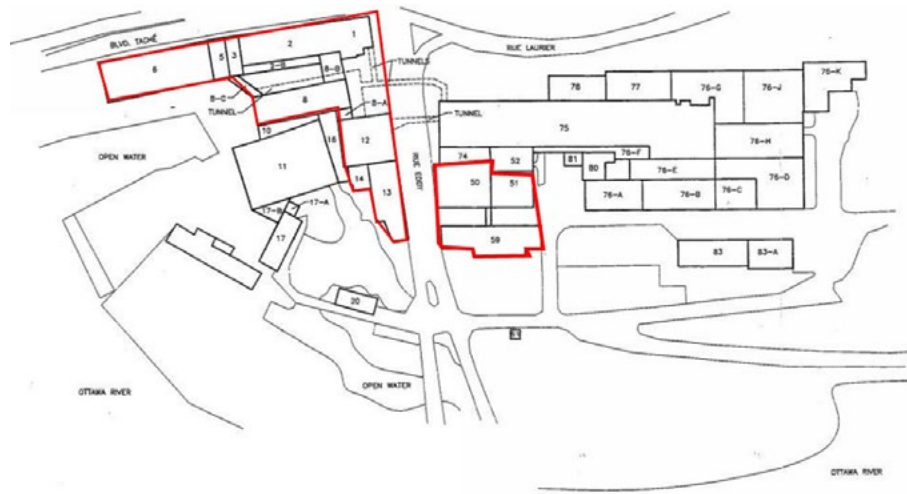 BLVD. TACHÉ
RUE LAURIER
1
2
3
5
6
2-B
8-D
TUNNELS
B-C
TUNNEL
8
8-A
TUNNEL
10
16
12
11
14
13
RUE EDDY
OPEN WATER
17-B
17-A
17
20
OPEN WATER
OTTAWA RIVER
78
77
76-G
76-J
76-K
75
76-H
74
52
81
80
76-F
76-E
76-D
50
51
76-A
76-B
76-C
59
83
83-A
OTTAWA RIVER